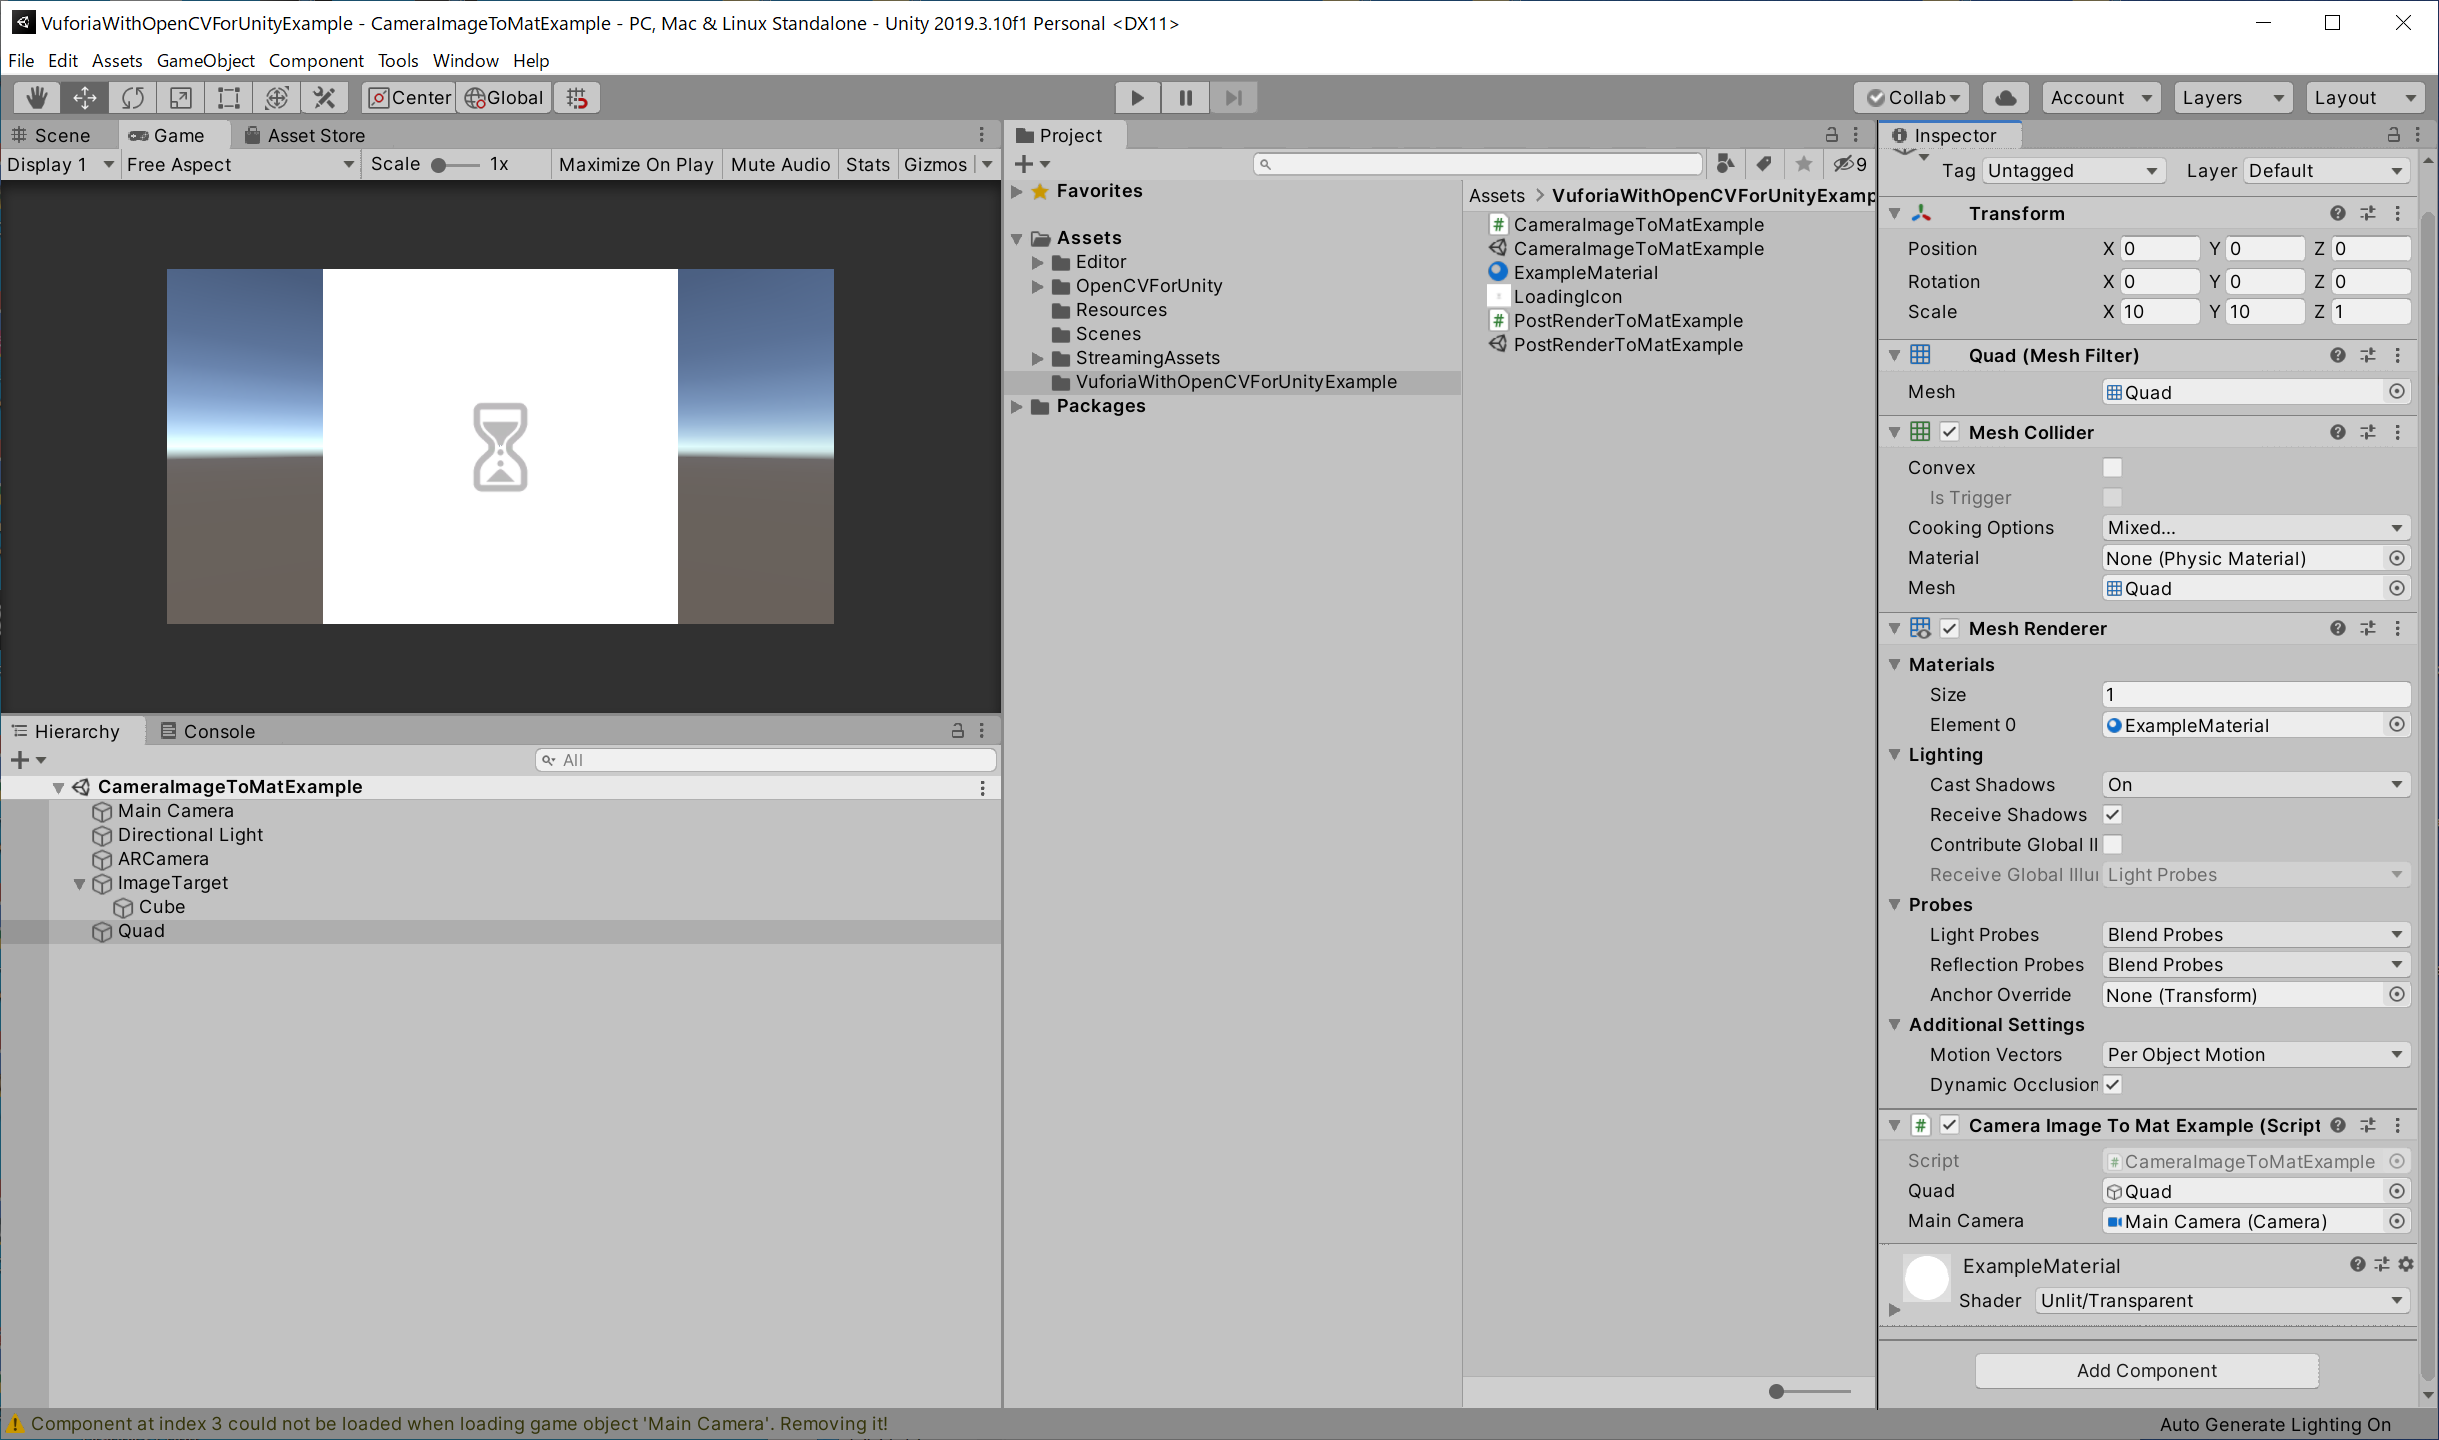 VuforiaWithOpenCVForUnityExample - CameraImageToMatExample - PC, Mac & Linux Standalone - Unity 2019.3.10f1 Personal <DX11>
File Edit Assets GameObject Component Tools Window Help
Center Global Collab Account Layers Layout
Scene Game Asset Store
Display 1 Free Aspect Scale 1x Maximize On Play Mute Audio Stats Gizmos
Hierarchy Console
All
CameraImageToMatExample
Main Camera
Directional Light
ARCamera
ImageTarget
Cube
Quad
Project
9
Favorites
Assets
Editor
OpenCVForUnity
Resources
Scenes
StreamingAssets
VuforiaWithOpenCVForUnityExample
Packages
Assets > VuforiaWithOpenCVForUnityExamp
CameraImageToMatExample
CameraImageToMatExample
ExampleMaterial
LoadingIcon
PostRenderToMatExample
PostRenderToMatExample
Inspector
Tag Untagged Layer Default
Transform
Position X 0 Y 0 Z 0
Rotation X 0 Y 0 Z 0
Scale X 10 Y 10 Z 1
Quad (Mesh Filter)
Mesh Quad
Mesh Collider
Convex
Is Trigger
Cooking Options Mixed...
Material None (Physic Material)
Mesh Quad
Mesh Renderer
Materials
Size 1
Element 0 ExampleMaterial
Lighting
Cast Shadows On
Receive Shadows
Contribute Global Il
Receive Global Illu Light Probes
Probes
Light Probes Blend Probes
Reflection Probes Blend Probes
Anchor Override None (Transform)
Additional Settings
Motion Vectors Per Object Motion
Dynamic Occlusion
Camera Image To Mat Example (Script
Script CameraImageToMatExample
Quad Quad
Main Camera Main Camera (Camera)
ExampleMaterial
Shader Unlit/Transparent
Add Component
Component at index 3 could not be loaded when loading game object 'Main Camera'. Removing it!
Auto Generate Lighting On